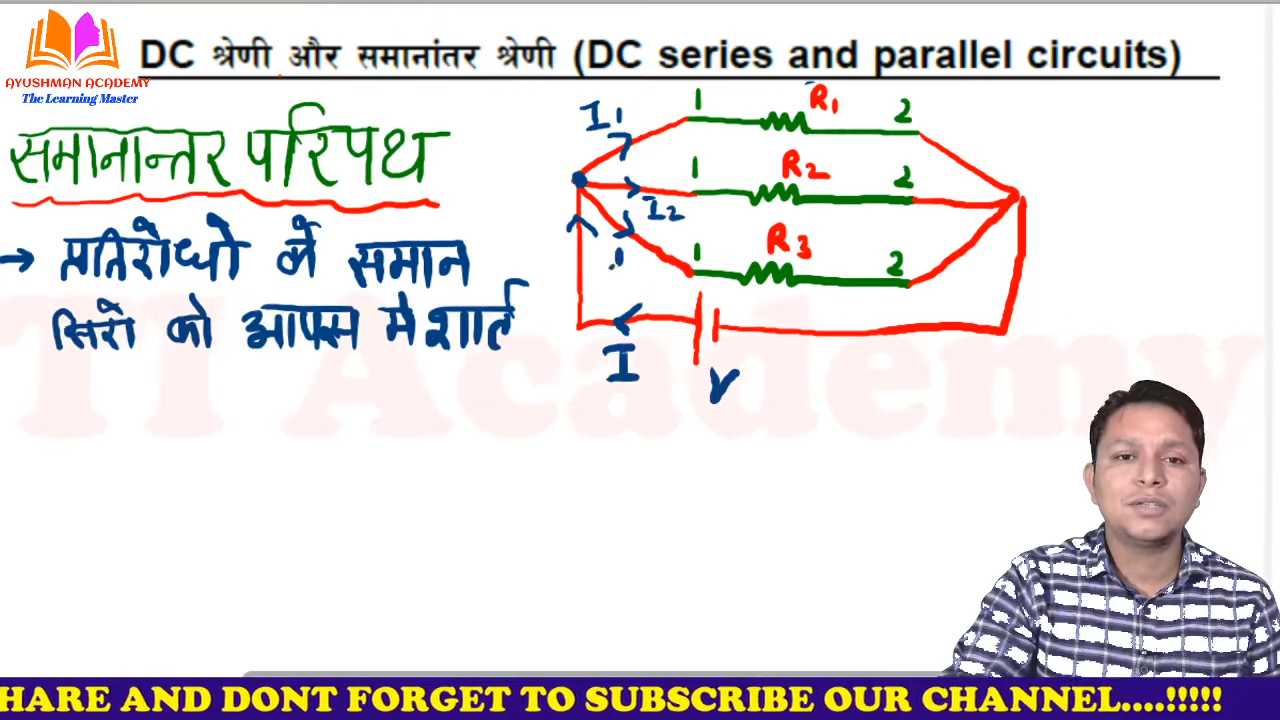 AYUSHMAN ACADEMY
The Learning Master
DC श्रेणी और समानांतर श्रेणी (DC series and parallel circuits)
समानान्तर परिपथ
→ प्रतिरोधो के समान
सिरो को आपस मे शार्ट
I1
1 R1 2
1 R2 2
I2
1 R3 2
I
V
TI Academy
HARE AND DONT FORGET TO SUBSCRIBE OUR CHANNEL....!!!!!